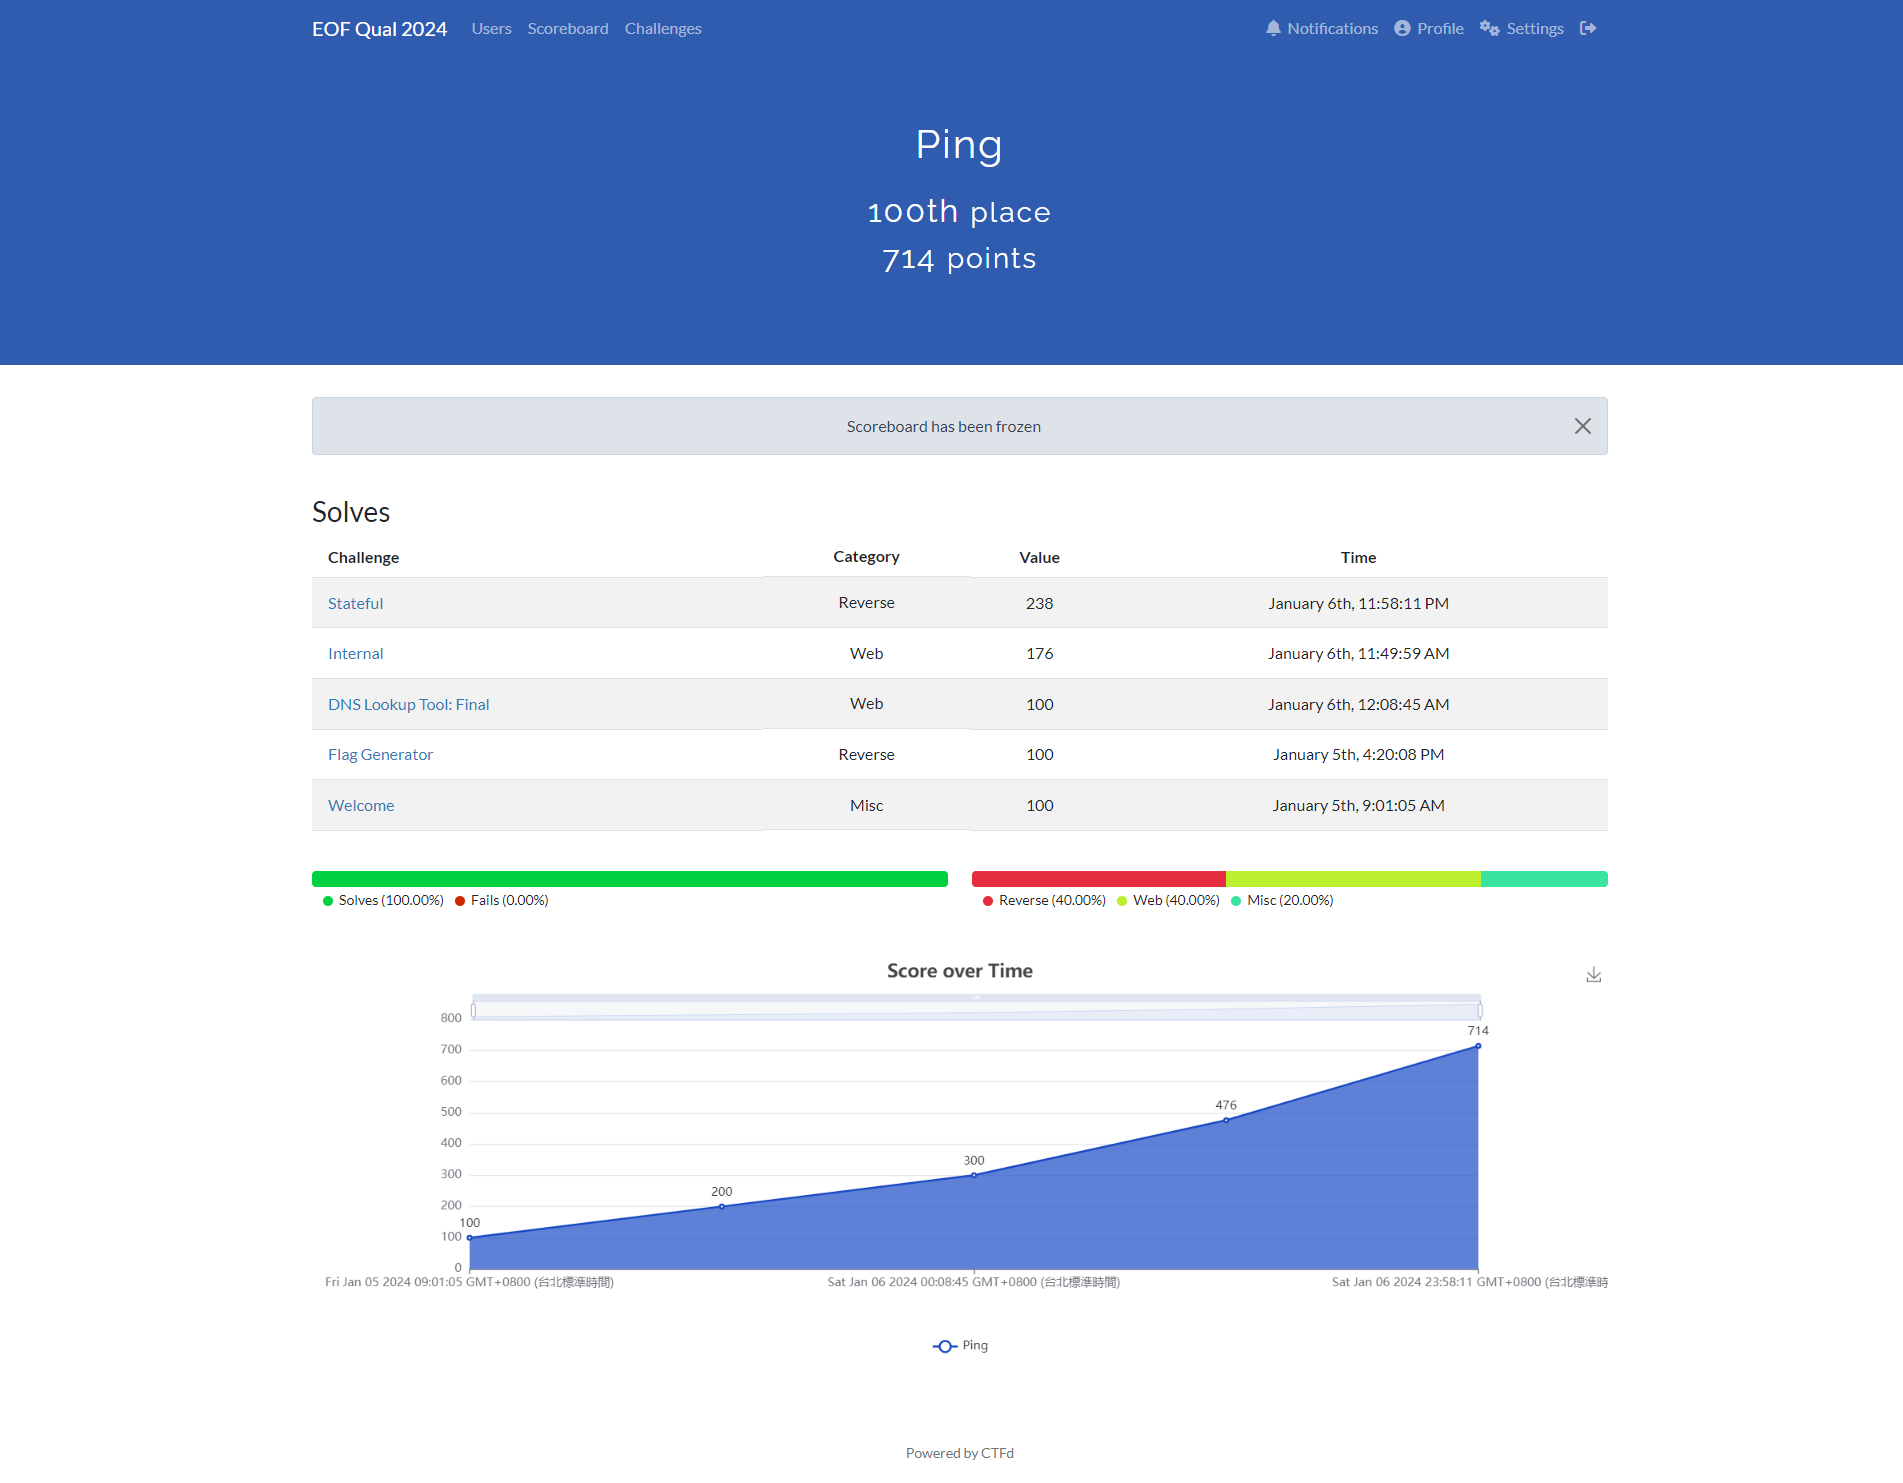 EOF Qual 2024 Users Scoreboard Challenges Notifications Profile Settings
Ping
100th place
714 points
Scoreboard has been frozen
Solves
Challenge Category Value Time
Stateful Reverse 238 January 6th, 11:58:11 PM
Internal Web 176 January 6th, 11:49:59 AM
DNS Lookup Tool: Final Web 100 January 6th, 12:08:45 AM
Flag Generator Reverse 100 January 5th, 4:20:08 PM
Welcome Misc 100 January 5th, 9:01:05 AM
Solves (100.00%) Fails (0.00%) Reverse (40.00%) Web (40.00%) Misc (20.00%)
Score over Time
800
714
700
600
500
476
400
300
300
200
200
100
100
0
Fri Jan 05 2024 09:01:05 GMT+0800 (台北標準時間) Sat Jan 06 2024 00:08:45 GMT+0800 (台北標準時間) Sat Jan 06 2024 23:58:11 GMT+0800 (台北標準時
Ping
Powered by CTFd